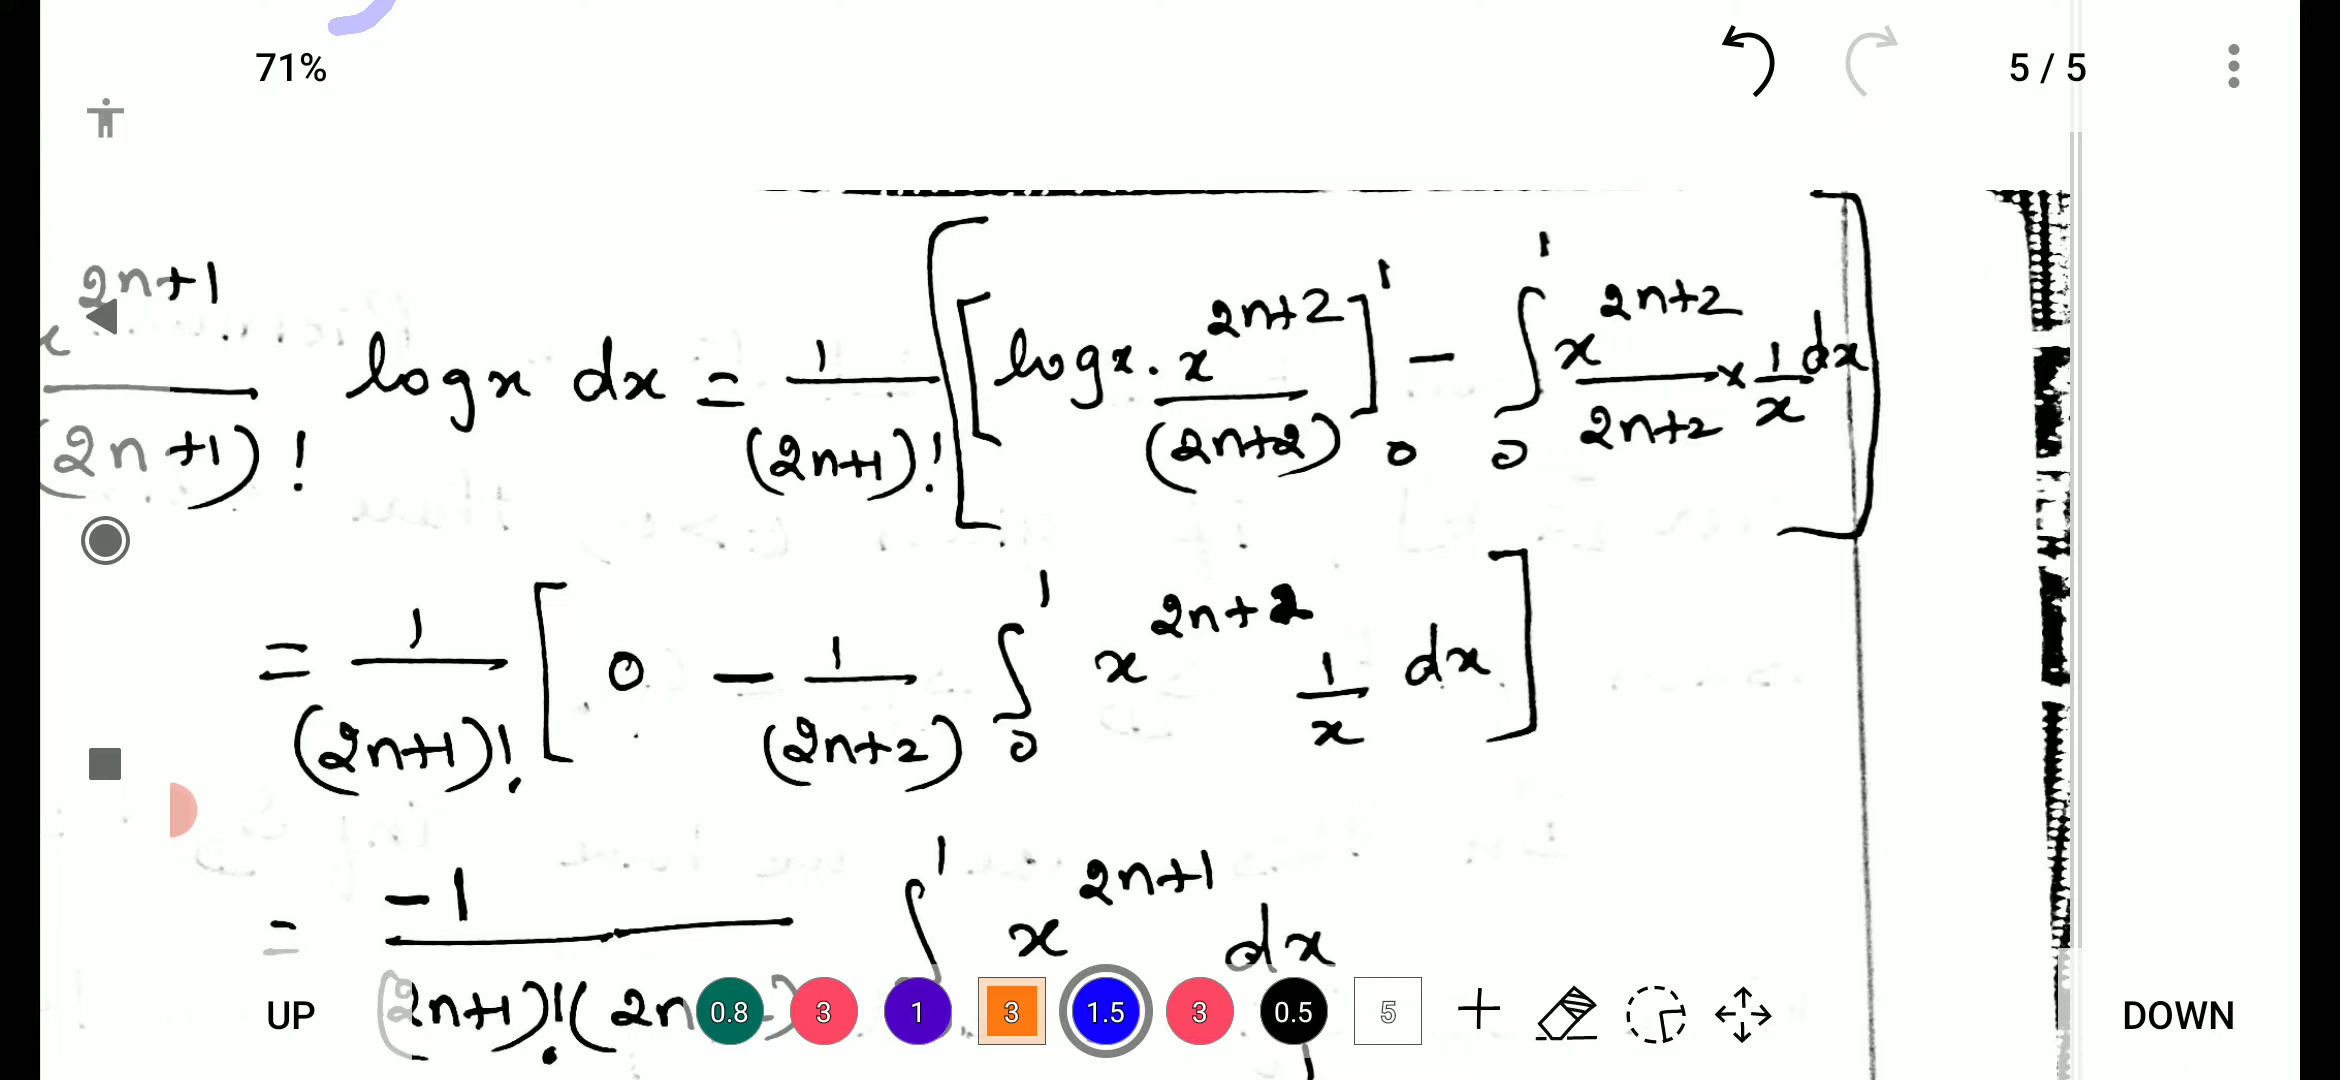 71% 5 / 5
x^{2n+1} / (2n+1)! log x dx = 1 / (2n+1)! [ [ log x . x^{2n+2} / (2n+2) ]_0^1 - ∫_0^1 x^{2n+2} / 2n+2 × 1/x dx ]
= 1 / (2n+1)! [ 0 - 1 / (2n+2) ∫_0^1 x^{2n+2} 1/x dx ]
= -1 / (2n+1)! (2n ) ∫^1 x^{2n+1} dx
UP 0.8 3 1 3 1.5 3 0.5 5 DOWN